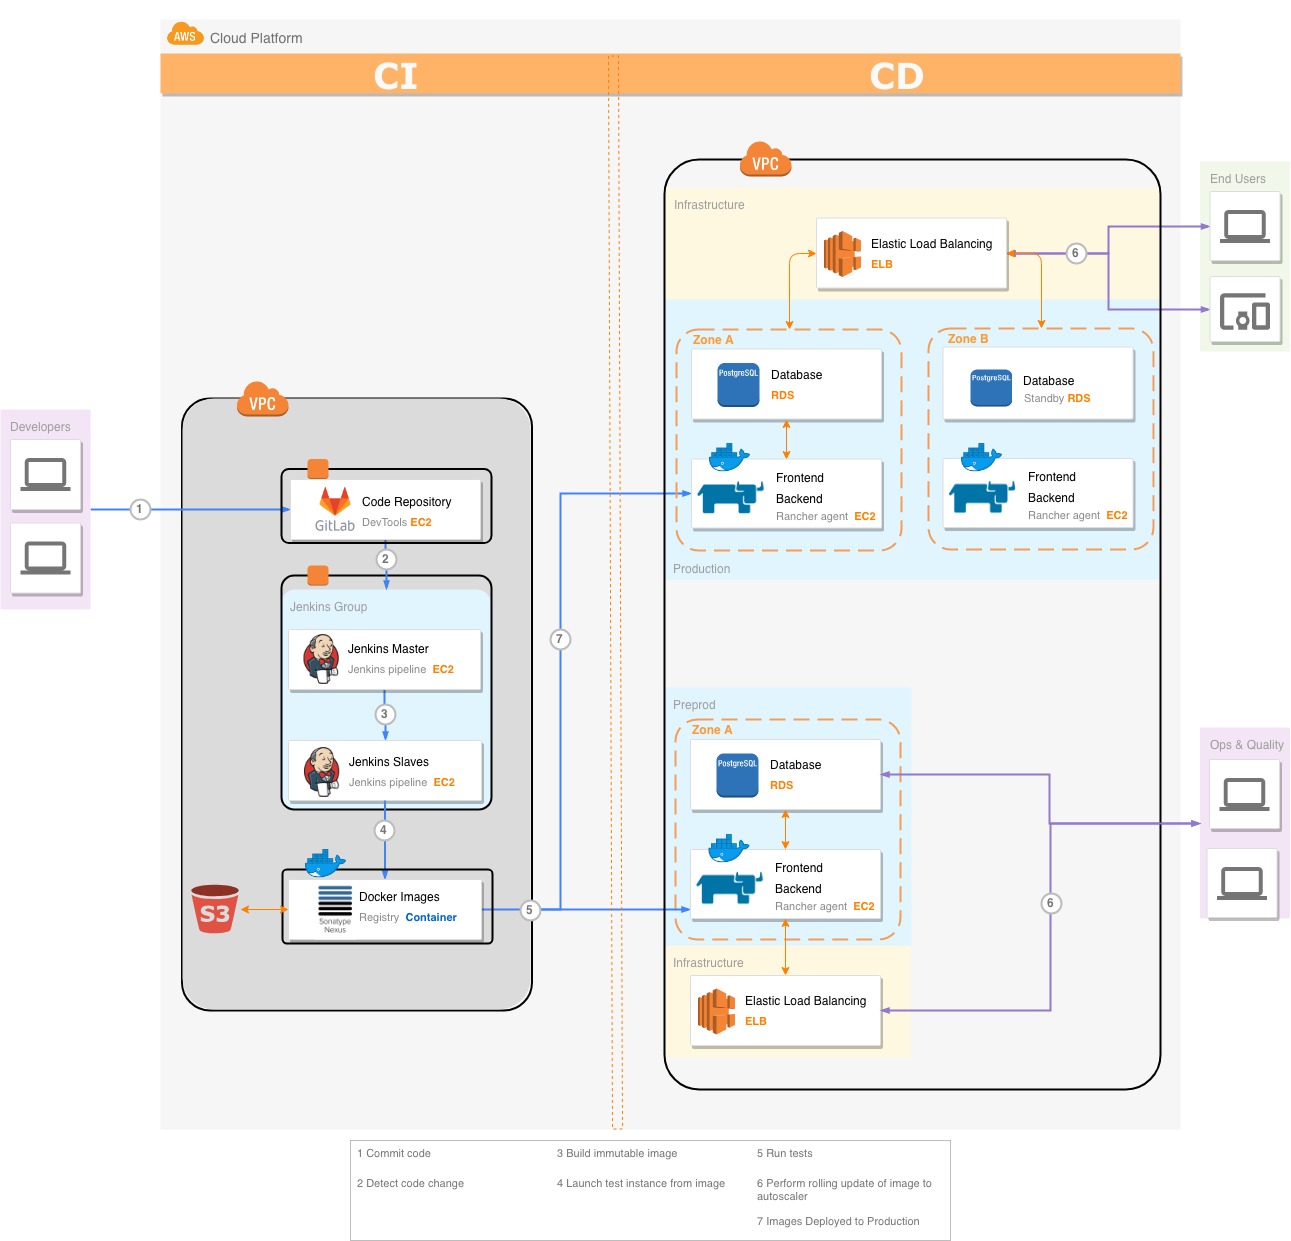 AWS
Cloud Platform
CI
CD
VPC
End Users
Infrastructure
Elastic Load Balancing
ELB
6
Zone A
PostgreSQL
Database
RDS
Zone B
PostgreSQL
Database
Standby RDS
VPC
Developers
Frontend
Backend
Rancher agent EC2
Frontend
Backend
Rancher agent EC2
Production
GitLab
Code Repository
DevTools EC2
1
2
Jenkins Group
Jenkins Master
Jenkins pipeline EC2
7
3
Jenkins Slaves
Jenkins pipeline EC2
4
Preprod
Zone A
PostgreSQL
Database
RDS
Ops & Quality
S3
Sonatype
Nexus
Docker Images
Registry Container
5
Frontend
Backend
Rancher agent EC2
6
Infrastructure
Elastic Load Balancing
ELB
1 Commit code
2 Detect code change
3 Build immutable image
4 Launch test instance from image
5 Run tests
6 Perform rolling update of image to
autoscaler
7 Images Deployed to Production